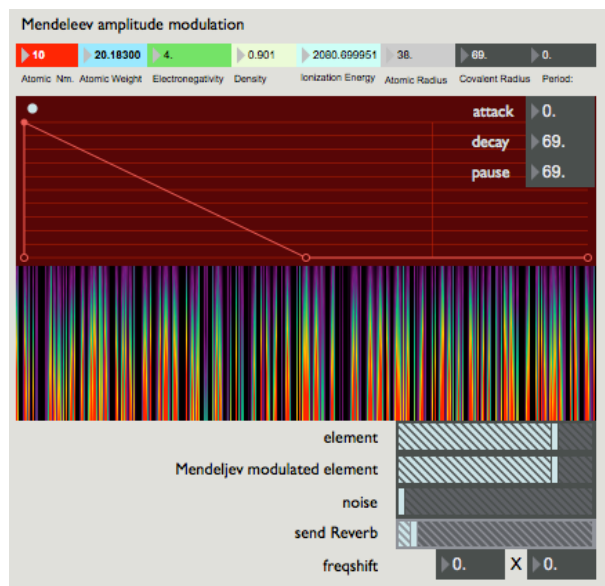 Mendeleev amplitude modulation
10 20.18300 4. 0.901 2080.699951 38. 69. 0.
Atomic Nm. Atomic Weight Electronegativity Density Ionization Energy Atomic Radius Covalent Radius Period:
attack 0.
decay 69.
pause 69.
element
Mendeljev modulated element
noise
send Reverb
freqshift 0. X 0.